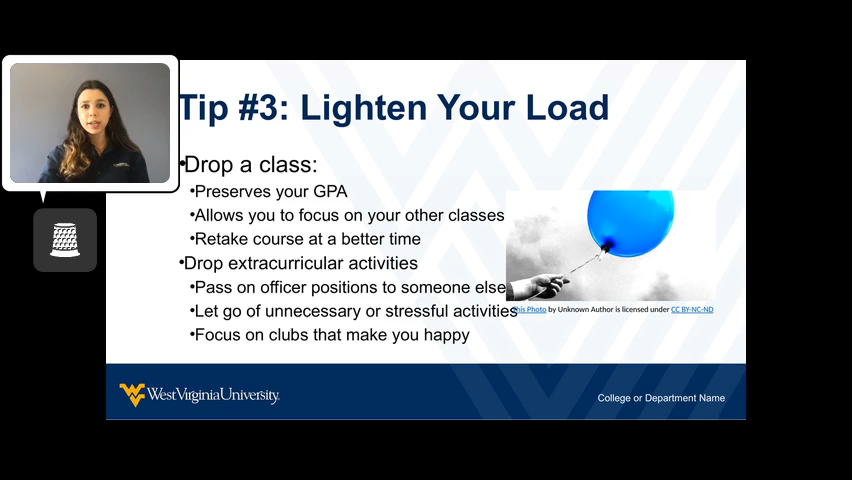 Tip #3: Lighten Your Load
•Drop a class:
•Preserves your GPA
•Allows you to focus on your other classes
•Retake course at a better time
•Drop extracurricular activities
•Pass on officer positions to someone else
•Let go of unnecessary or stressful activities
•Focus on clubs that make you happy
This Photo by Unknown Author is licensed under CC BY-NC-ND
WestVirginiaUniversity.
College or Department Name